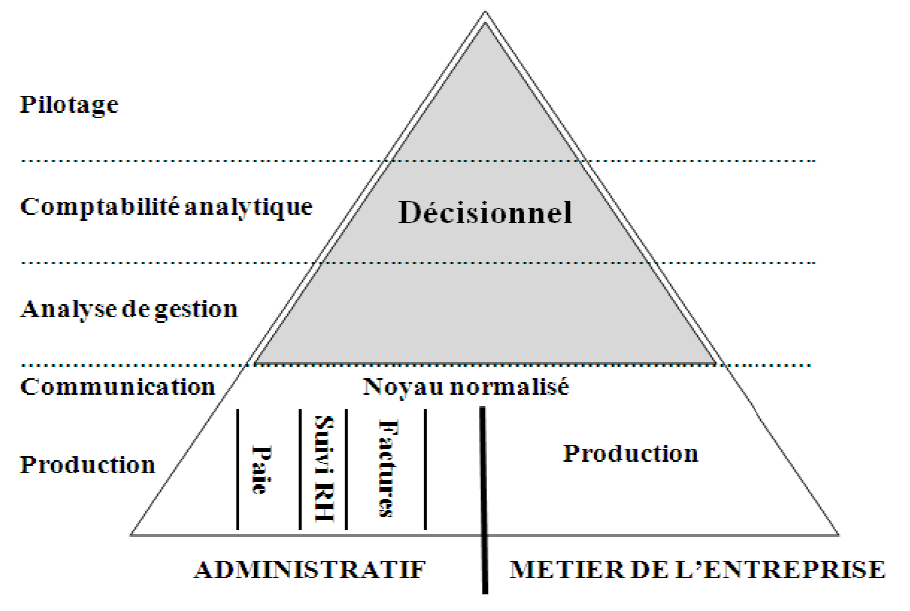 Pilotage
Comptabilité analytique
Décisionnel
Analyse de gestion
Communication
Noyau normalisé
Production
Paie
Suivi RH
Factures
Production
ADMINISTRATIF
METIER DE L’ENTREPRISE